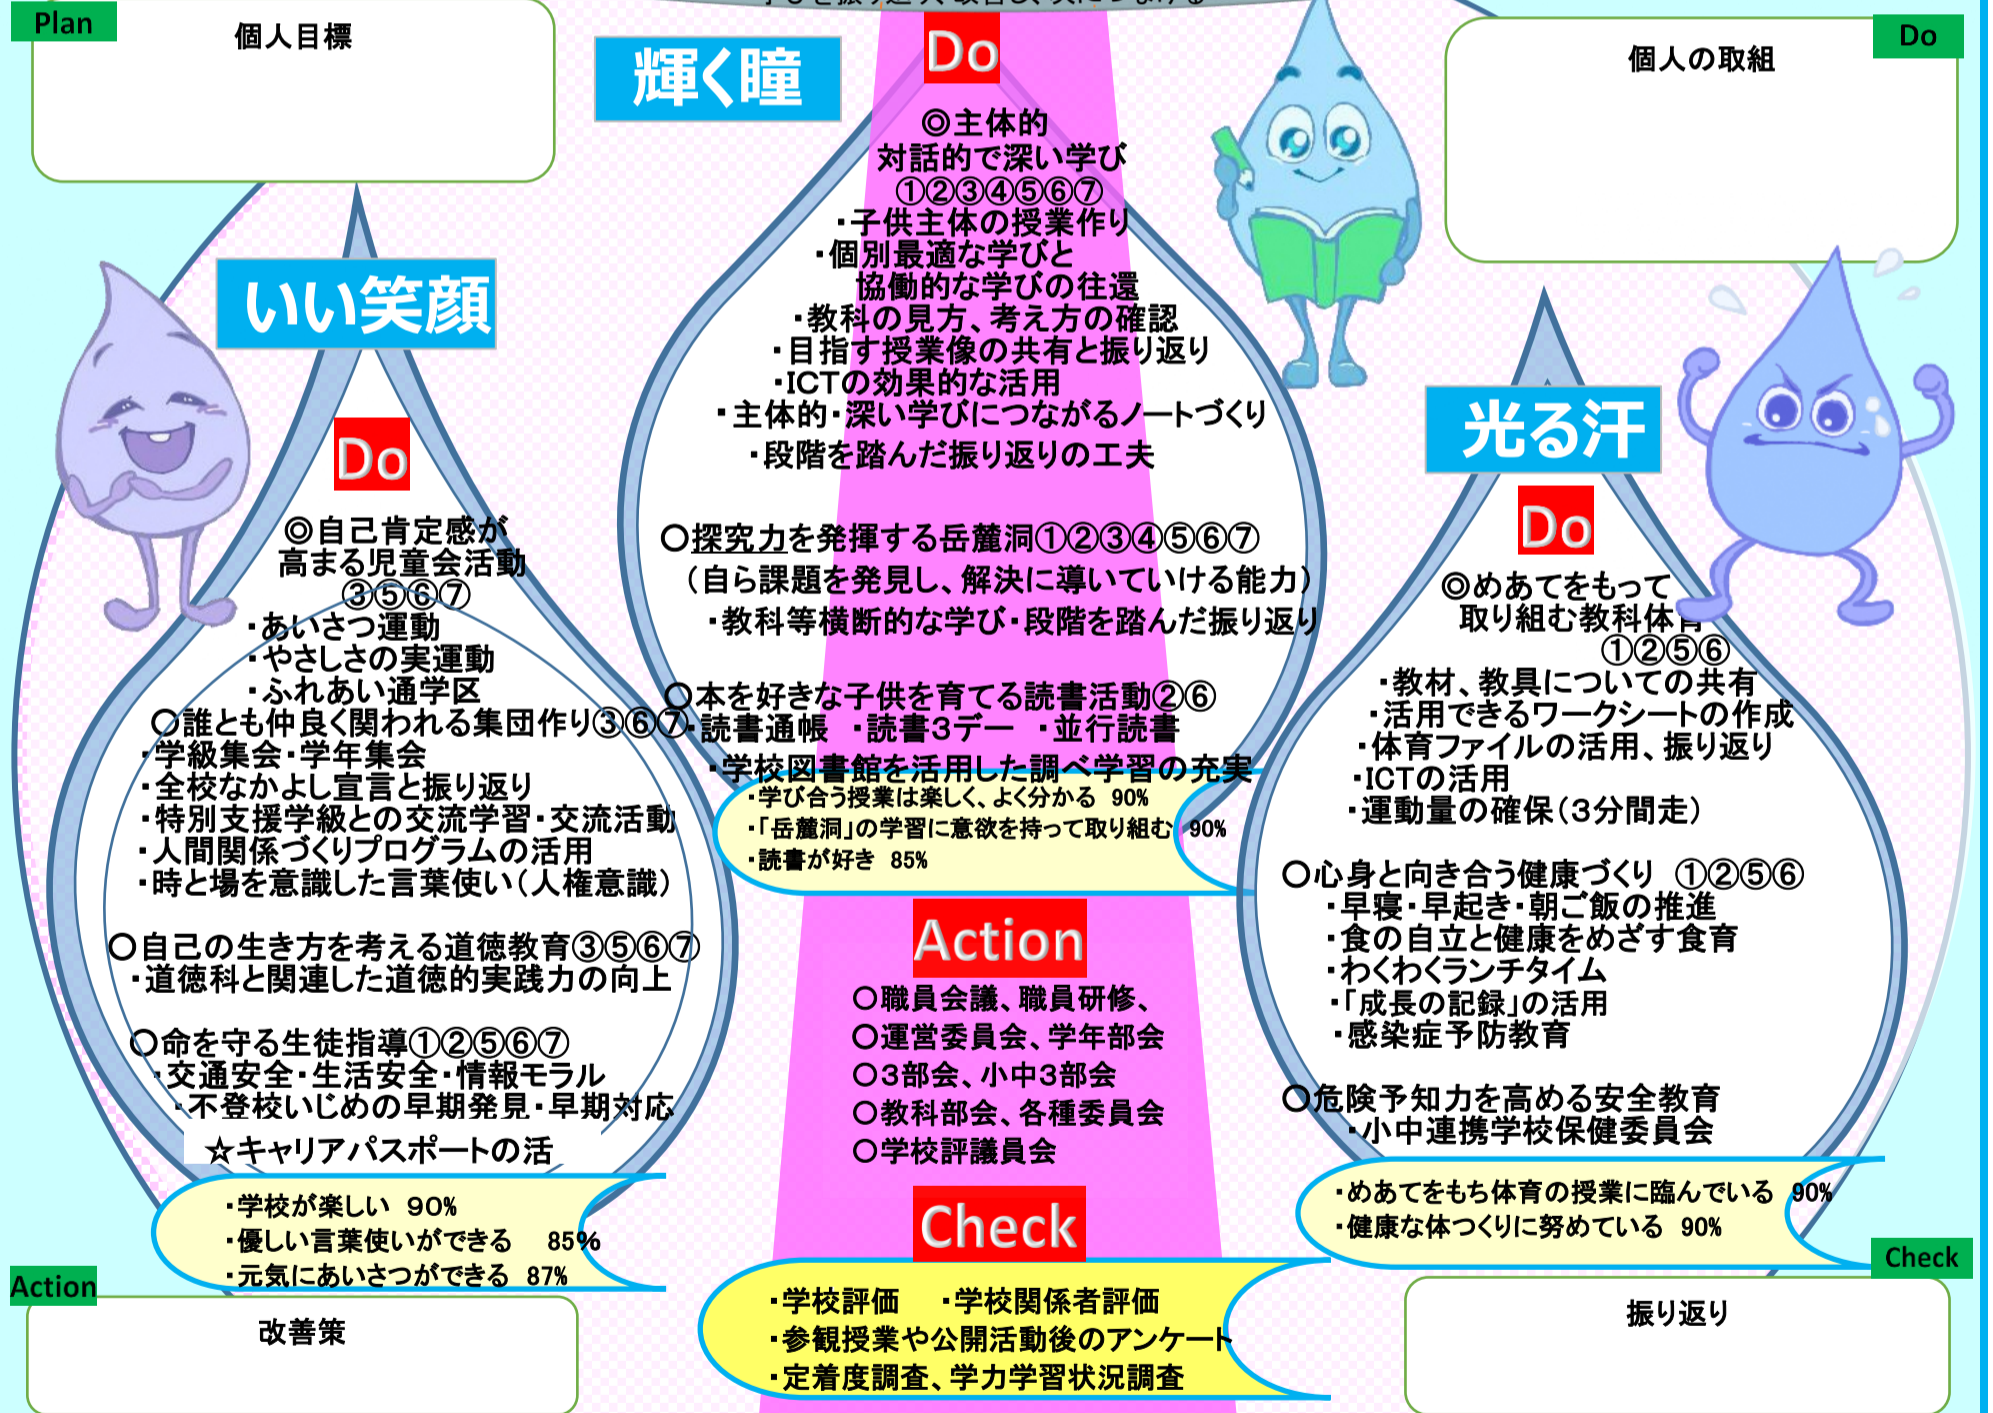 Plan
個人目標
輝く瞳
Do
◎主体的
対話的で深い学び
①②③④⑤⑥⑦
・子供主体の授業作り
・個別最適な学びと
協働的な学びの往還
・教科の見方、考え方の確認
・目指す授業像の共有と振り返り
・ICTの効果的な活用
・主体的・深い学びにつながるノートづくり
・段階を踏んだ振り返りの工夫
○探究力を発揮する岳麓洞①②③④⑤⑥⑦
（自ら課題を発見し、解決に導いていける能力）
・教科等横断的な学び・段階を踏んだ振り返り
○本を好きな子供を育てる読書活動②⑥
・読書通帳 ・読書3デー ・並行読書
・学校図書館を活用した調べ学習の充実
・学び合う授業は楽しく、よく分かる 90%
・「岳麓洞」の学習に意欲を持って取り組む 90%
・読書が好き 85%
Do
個人の取組
いい笑顔
Do
◎自己肯定感が
高まる児童会活動
③⑤⑥⑦
・あいさつ運動
・やさしさの実運動
・ふれあい通学区
○誰とも仲良く関われる集団作り③⑥⑦
・学級集会・学年集会
・全校なかよし宣言と振り返り
・特別支援学級との交流学習・交流活動
・人間関係づくりプログラムの活用
・時と場を意識した言葉使い（人権意識）
○自己の生き方を考える道徳教育③⑤⑥⑦
・道徳科と関連した道徳的実践力の向上
○命を守る生徒指導①②⑤⑥⑦
・交通安全・生活安全・情報モラル
・不登校いじめの早期発見・早期対応
☆キャリアパスポートの活
・学校が楽しい 90%
・優しい言葉使いができる 85%
・元気にあいさつができる 87%
光る汗
Do
◎めあてをもって
取り組む教科体育
①②⑤⑥
・教材、教具についての共有
・活用できるワークシートの作成
・体育ファイルの活用、振り返り
・ICTの活用
・運動量の確保（3分間走）
○心身と向き合う健康づくり ①②⑤⑥
・早寝・早起き・朝ご飯の推進
・食の自立と健康をめざす食育
・わくわくランチタイム
・「成長の記録」の活用
・感染症予防教育
○危険予知力を高める安全教育
・小中連携学校保健委員会
・めあてをもち体育の授業に臨んでいる 90%
・健康な体つくりに努めている 90%
Action
○職員会議、職員研修、
○運営委員会、学年部会
○3部会、小中3部会
○教科部会、各種委員会
○学校評議員会
Check
・学校評価 ・学校関係者評価
・参観授業や公開活動後のアンケート
・定着度調査、学力学習状況調査
Action
改善策
Check
振り返り